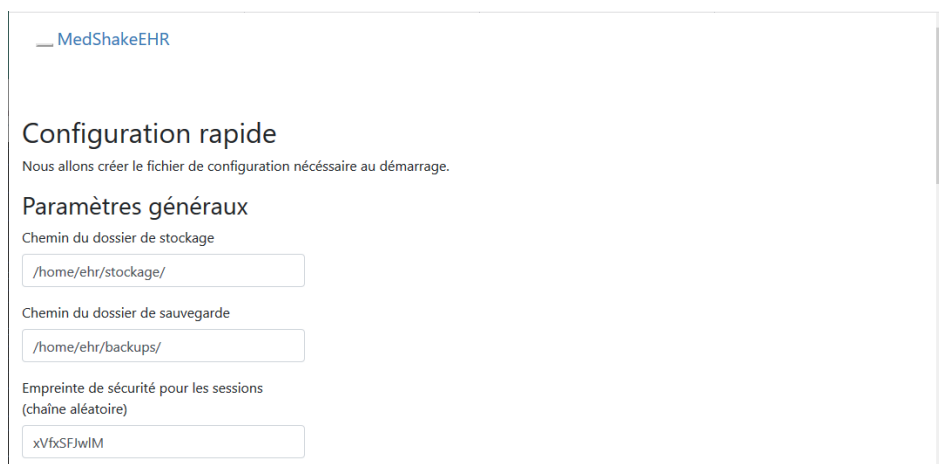 MedShakeEHR
Configuration rapide
Nous allons créer le fichier de configuration nécéssaire au démarrage.
Paramètres généraux
Chemin du dossier de stockage
/home/ehr/stockage/
Chemin du dossier de sauvegarde
/home/ehr/backups/
Empreinte de sécurité pour les sessions
(chaîne aléatoire)
xVfxSFJwlM